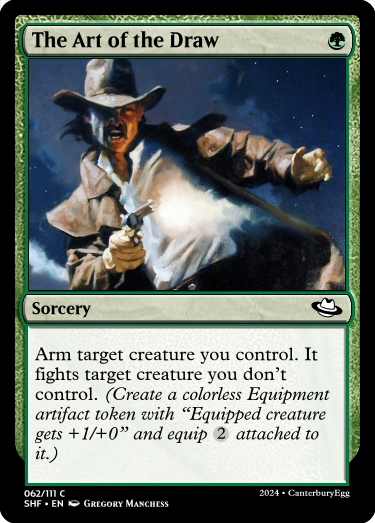 The Art of the Draw
Sorcery
Arm target creature you control. It
fights target creature you don't
control. (Create a colorless Equipment
artifact token with “Equipped creature
gets +1/+0” and equip 2 attached to
it.)
062/111 C
SHF • EN Gregory Manchess
2024 • CanterburyEgg